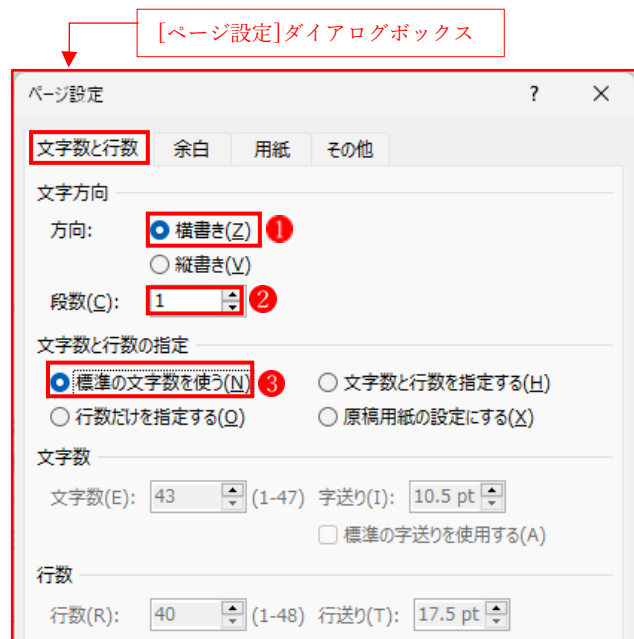 [ページ設定]ダイアログボックス
ページ設定 ? ×
文字数と行数 余白 用紙 その他
文字方向
方向: 横書き(Z) 1
縦書き(V)
段数(C): 1 2
文字数と行数の指定
標準の文字数を使う(N) 3 文字数と行数を指定する(H)
行数だけを指定する(O) 原稿用紙の設定にする(X)
文字数
文字数(E): 43 (1-47) 字送り(I): 10.5 pt
標準の字送りを使用する(A)
行数
行数(R): 40 (1-48) 行送り(T): 17.5 pt